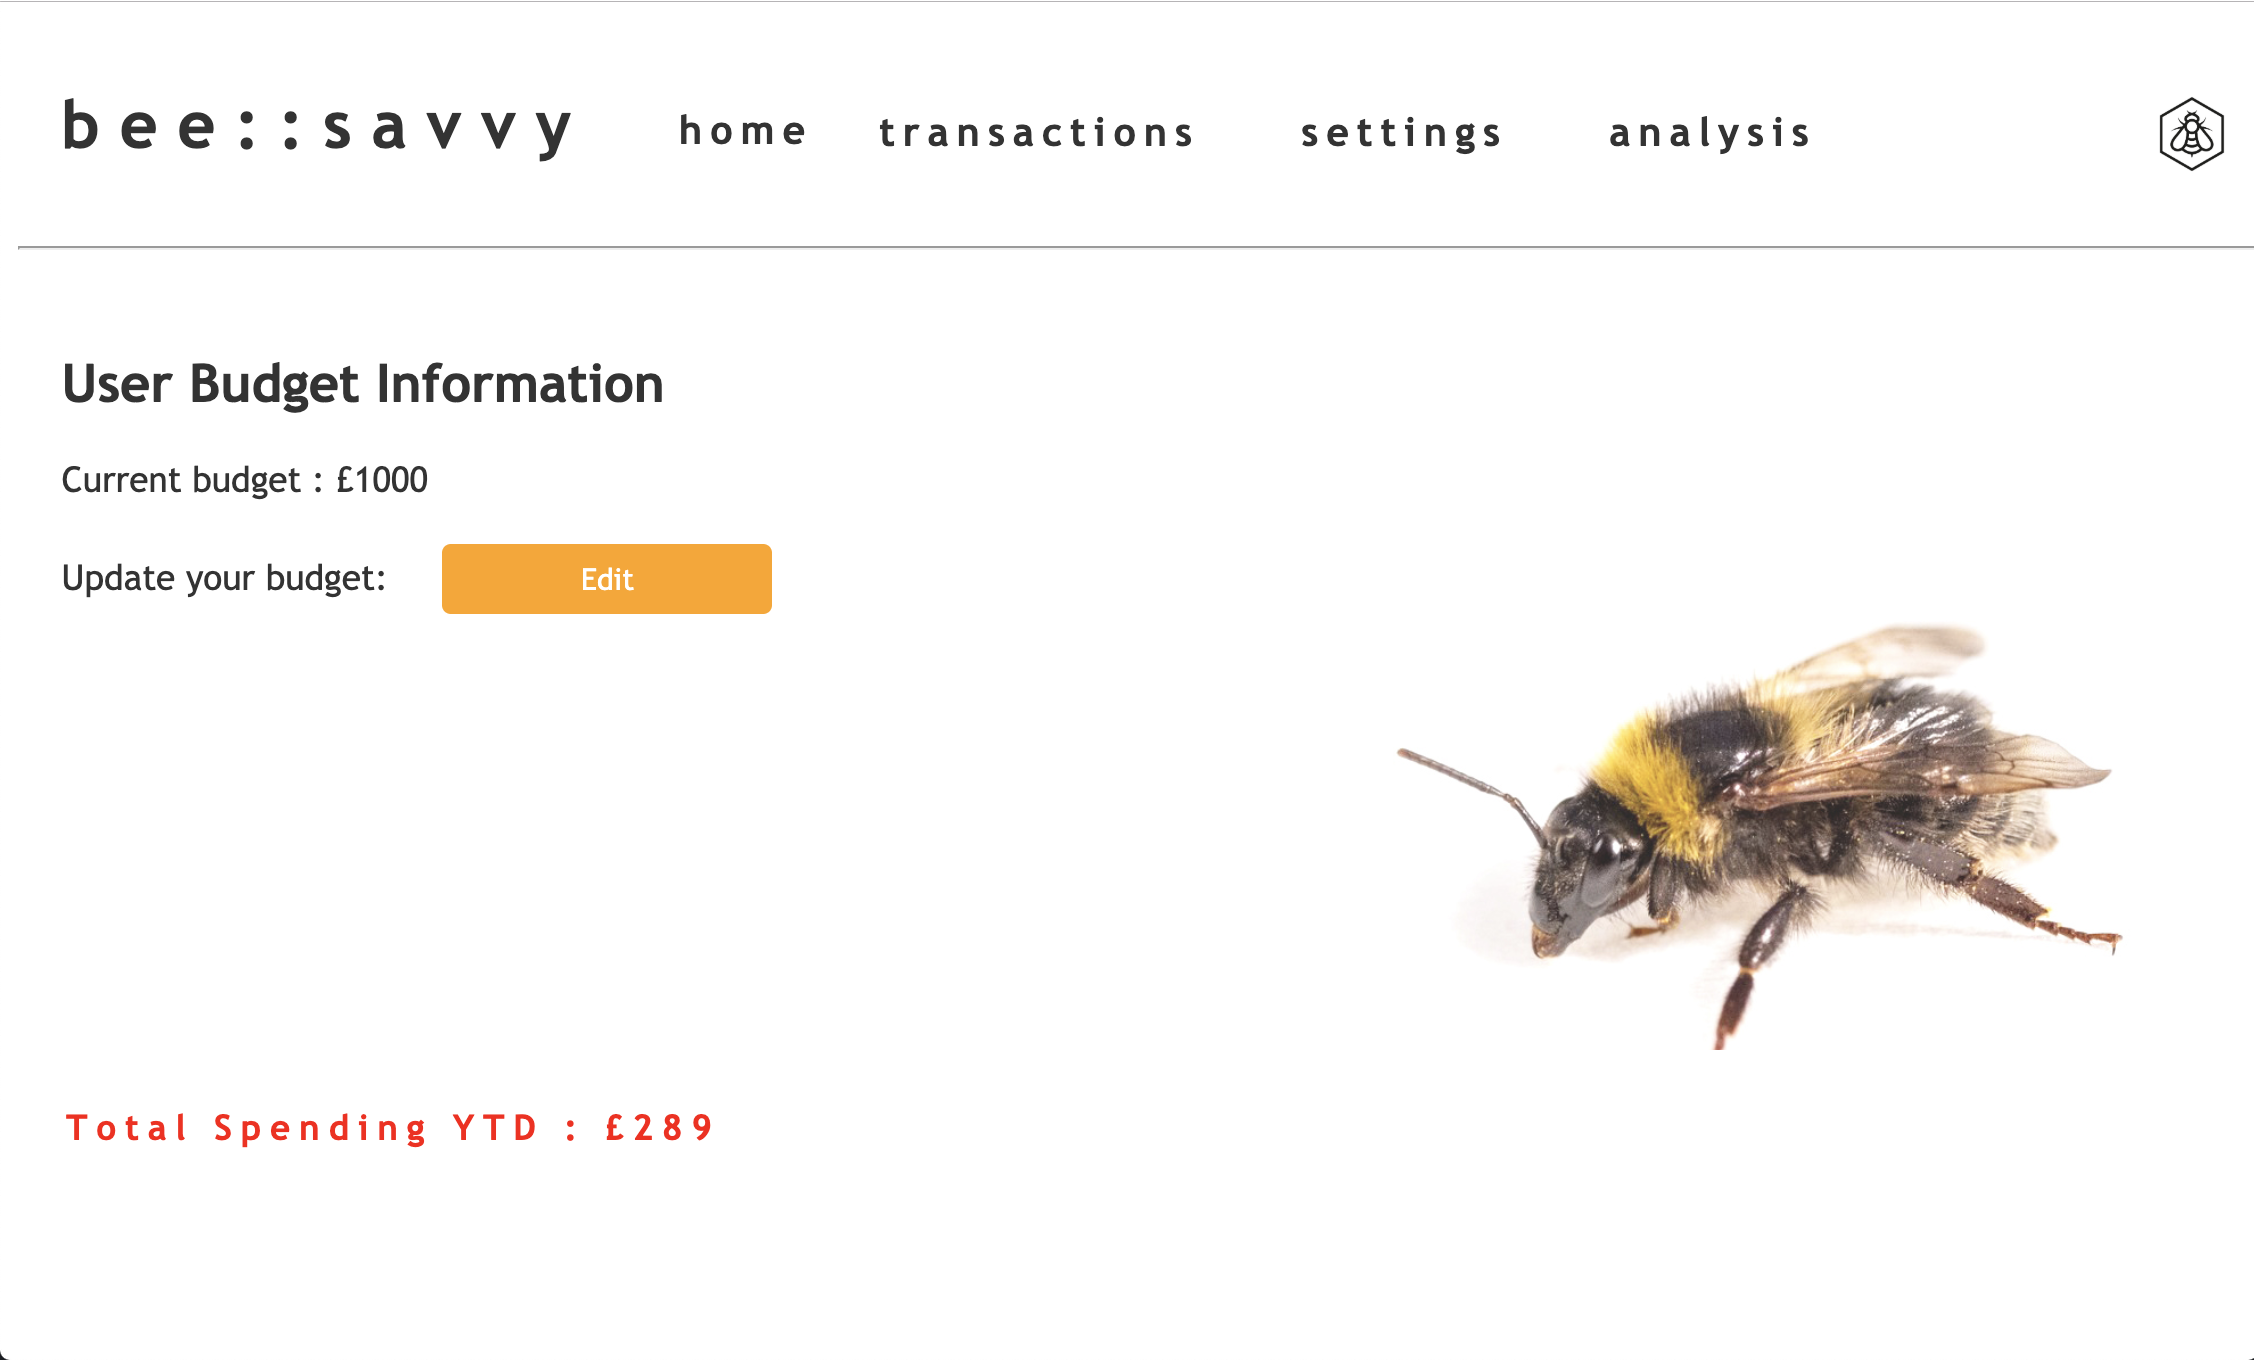 bee::savvy home transactions settings analysis
User Budget Information
Current budget : £1000
Update your budget: Edit
Total Spending YTD : £289